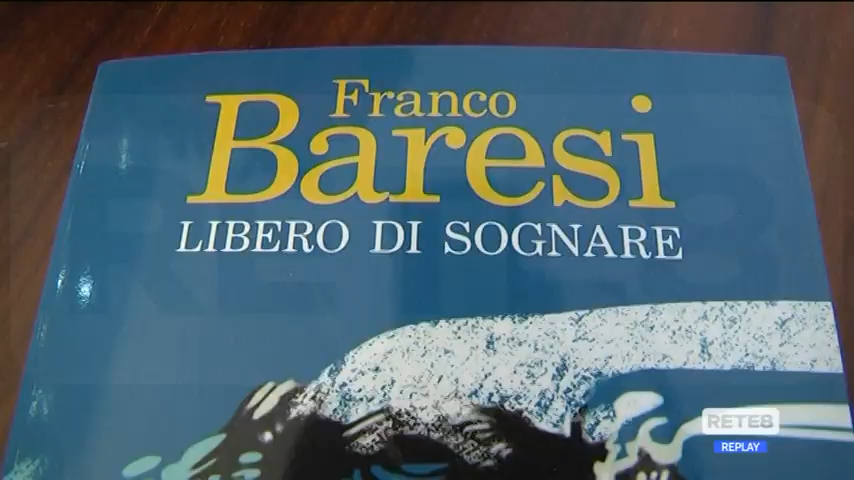 Franco
Baresi
LIBERO DI SOGNARE
RETE8
REPLAY